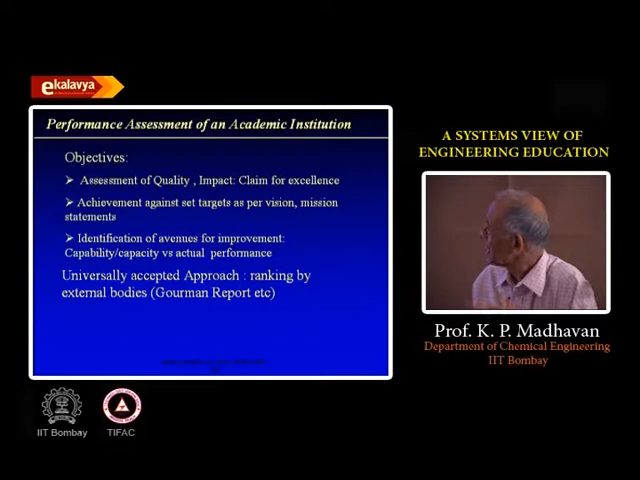 ekalavya
Performance Assessment of an Academic Institution
Objectives:
➢ Assessment of Quality , Impact: Claim for excellence
➢ Achievement against set targets as per vision, mission
statements
➢ Identification of avenues for improvement:
Capability/capacity vs actual performance
Universally accepted Approach : ranking by
external bodies (Gourman Report etc)
A SYSTEMS VIEW OF
ENGINEERING EDUCATION
Prof. K. P. Madhavan
Department of Chemical Engineering
IIT Bombay
IIT Bombay
TIFAC